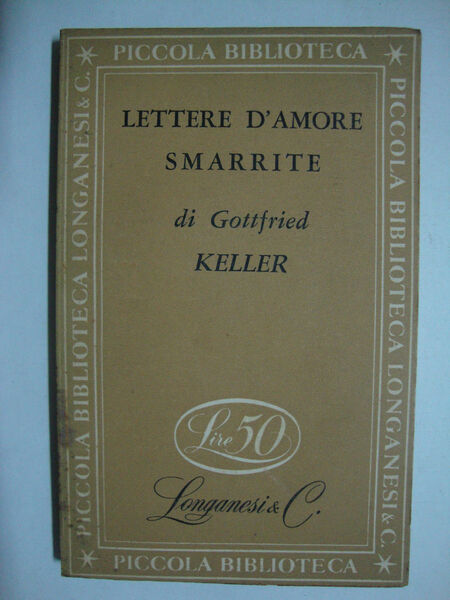 PICCOLA BIBLIOTECA
LETTERE D'AMORE
SMARRITE
di Gottfried
KELLER
Lire 50
Longanesi & C.
PICCOLA BIBLIOTECA
PICCOLA BIBLIOTECA LONGANESI & C.
PICCOLA BIBLIOTECA LONGANESI & C.